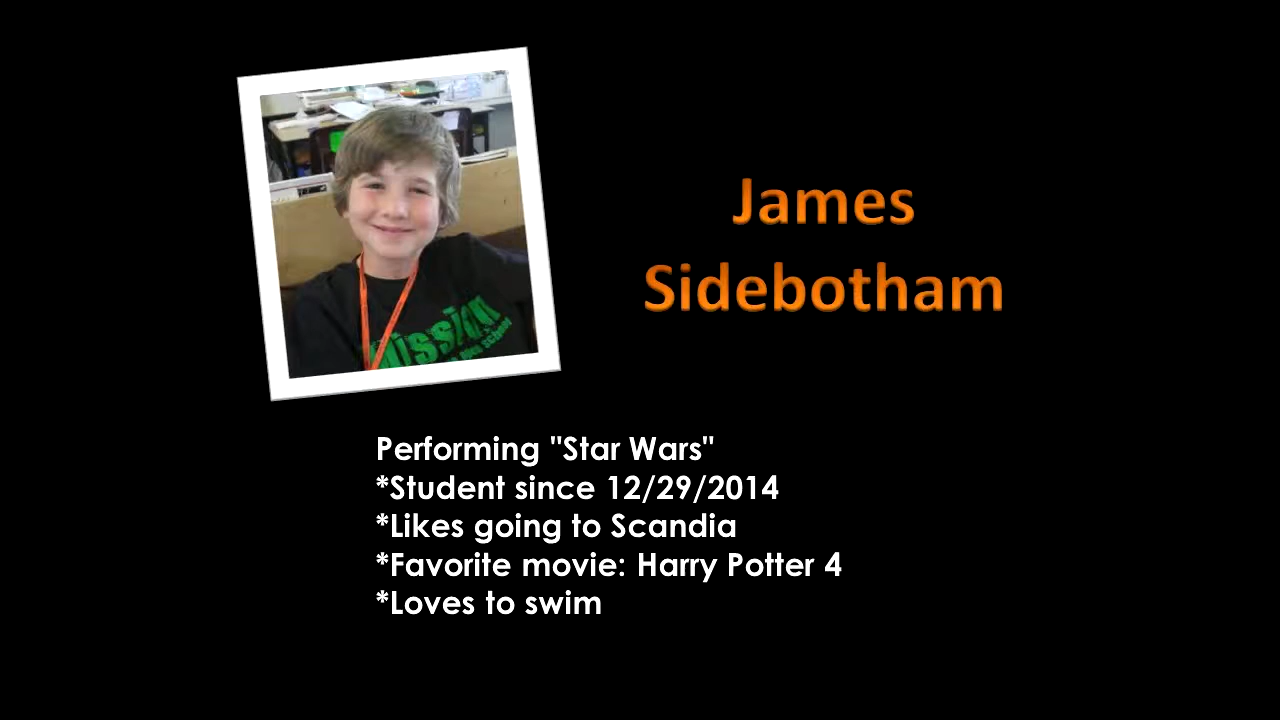 James
Sidebotham
mission
Performing "Star Wars"
*Student since 12/29/2014
*Likes going to Scandia
*Favorite movie: Harry Potter 4
*Loves to swim